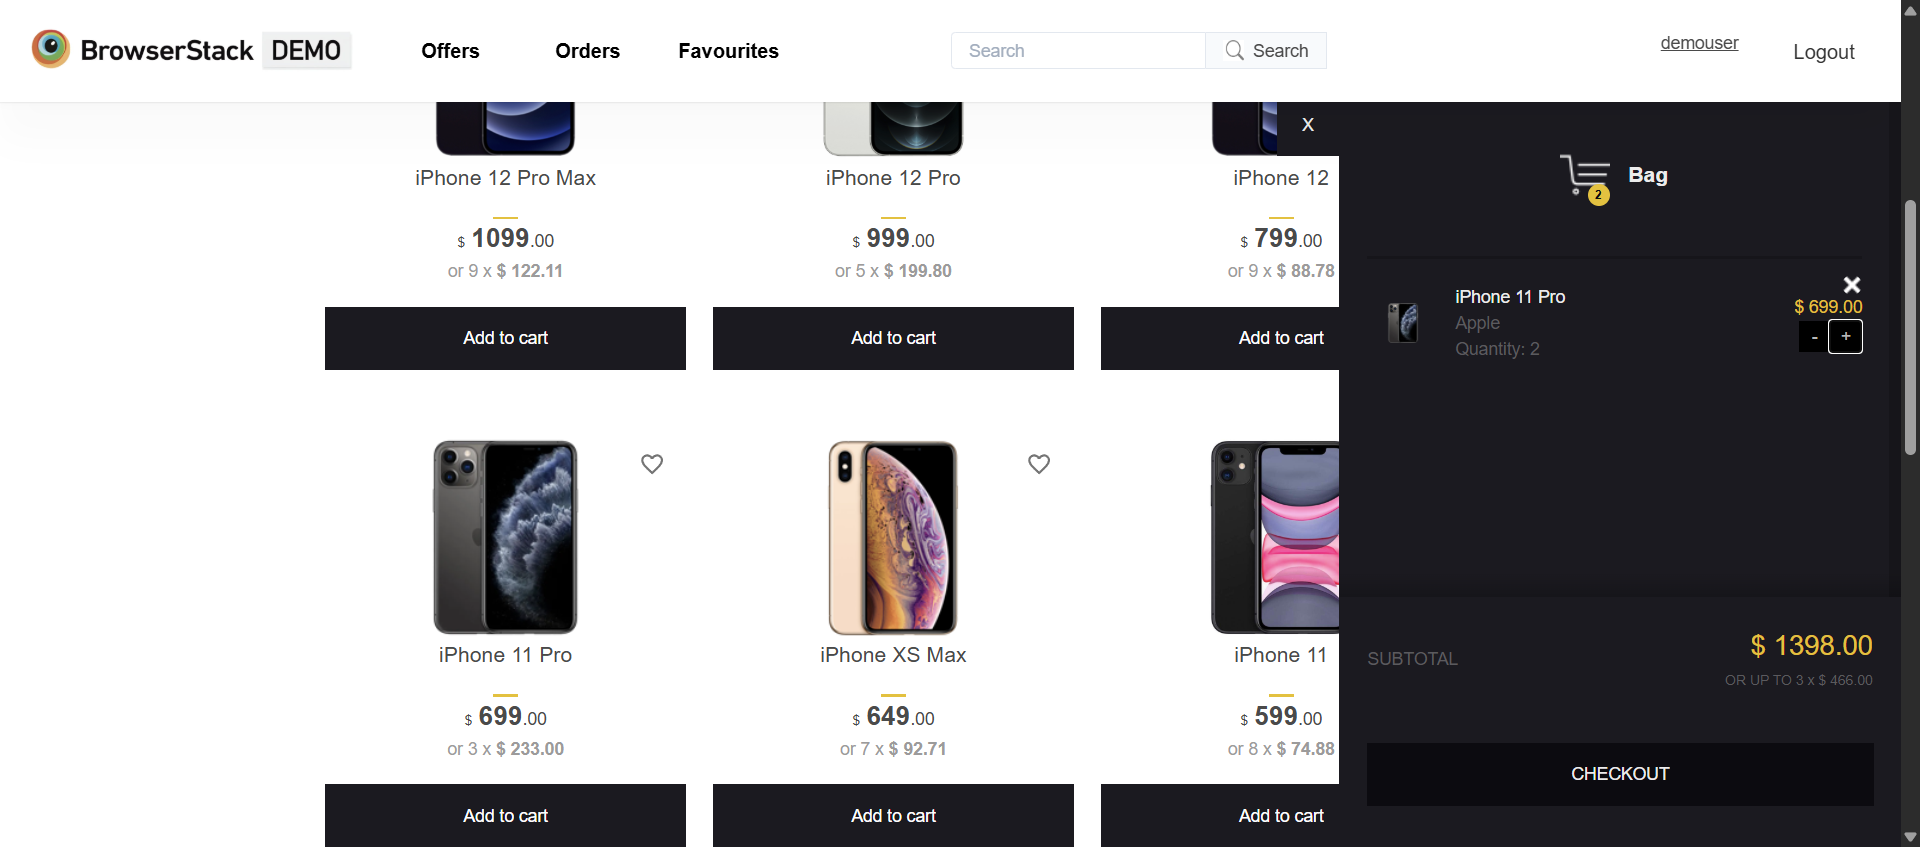 BrowserStack DEMO
Offers
Orders
Favourites
Search
Search
demouser
Logout
iPhone 12 Pro Max
$ 1099.00
or 9 x $ 122.11
Add to cart
iPhone 12 Pro
$ 999.00
or 5 x $ 199.80
Add to cart
iPhone 12
$ 799.00
or 9 x $ 88.78
Add to cart
iPhone 11 Pro
$ 699.00
or 3 x $ 233.00
Add to cart
iPhone XS Max
$ 649.00
or 7 x $ 92.71
Add to cart
iPhone 11
$ 599.00
or 8 x $ 74.88
Add to cart
X
2
Bag
iPhone 11 Pro
Apple
Quantity: 2
$ 699.00
- +
SUBTOTAL
$ 1398.00
OR UP TO 3 x $ 466.00
CHECKOUT